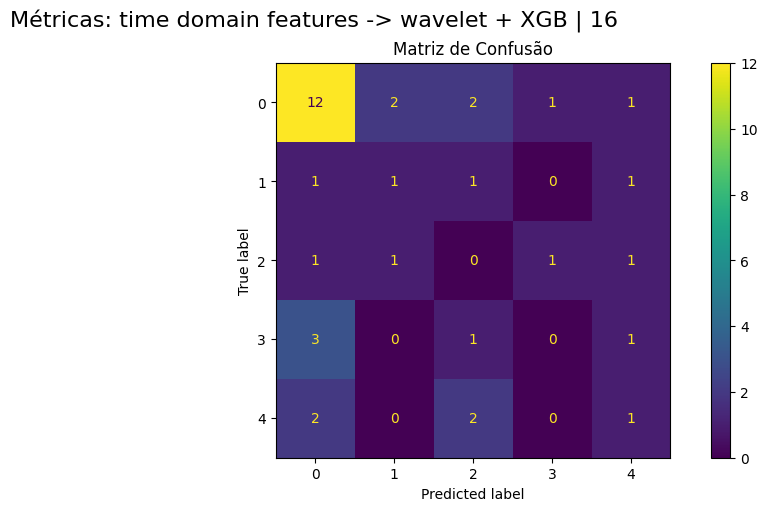 Métricas: time domain features -> wavelet + XGB | 16
Matriz de Confusão
12
0 12 2 2 1 1
10
1 1 1 1 0 1
8
True label
2 1 1 0 1 1
6
4
3 3 0 1 0 1
2
4 2 0 2 0 1
0
0 1 2 3 4
Predicted label